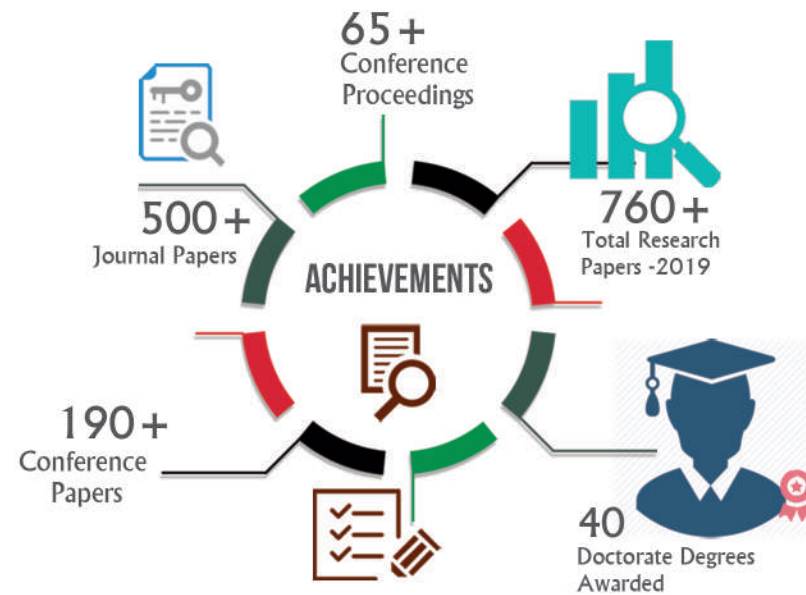 65+
Conference
Proceedings
500+
Journal Papers
760+
Total Research
Papers -2019
ACHIEVEMENTS
190+
Conference
Papers
40
Doctorate Degrees
Awarded